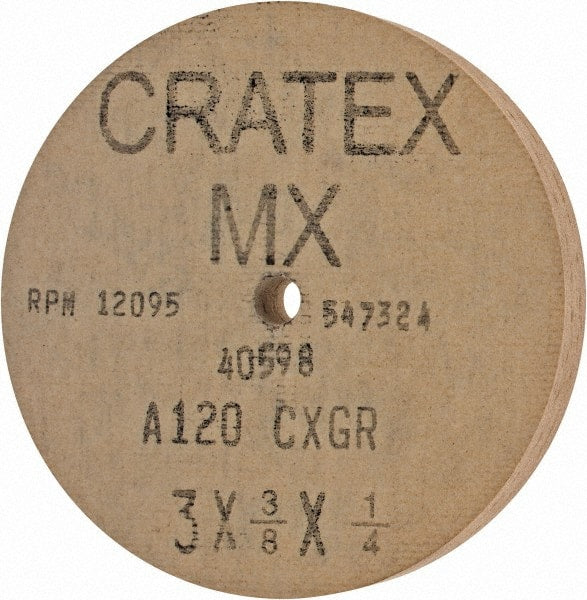 CRATEX
MX
RPM 12095 547324
40598
A120 CXGR
3 X 3/8 X 1/4